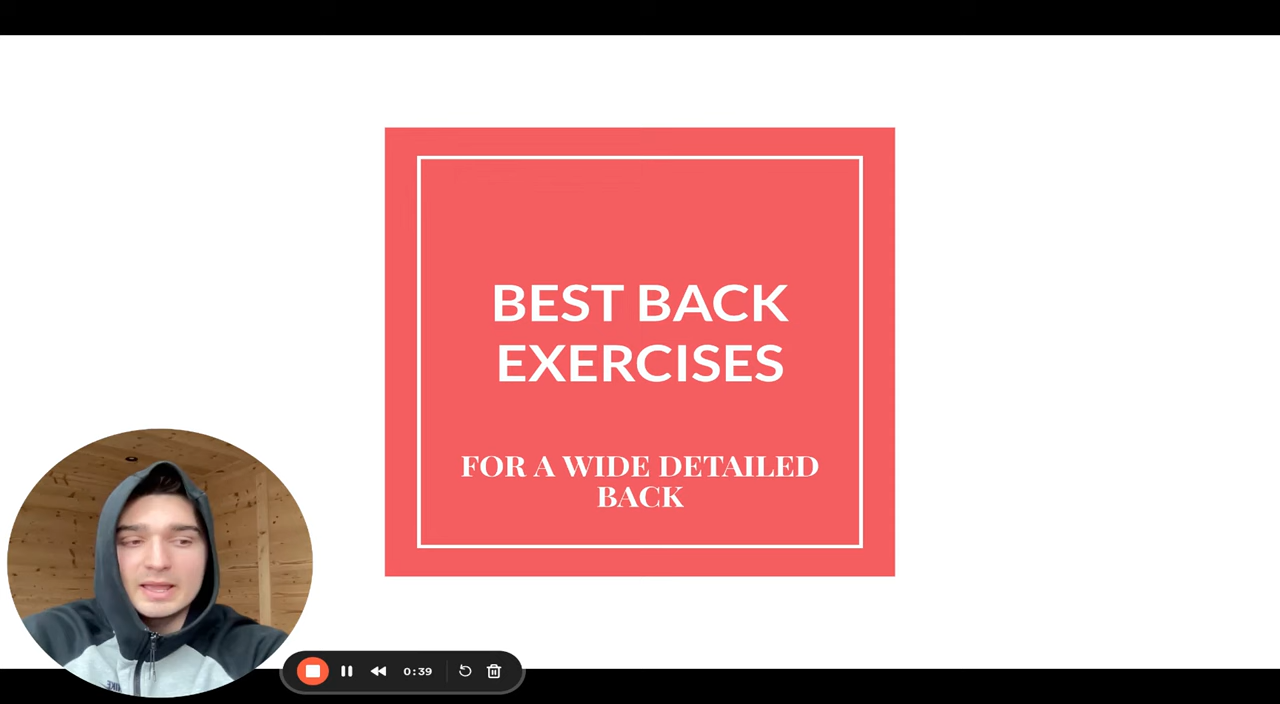 BEST BACK
EXERCISES
FOR A WIDE DETAILED
BACK
0:39